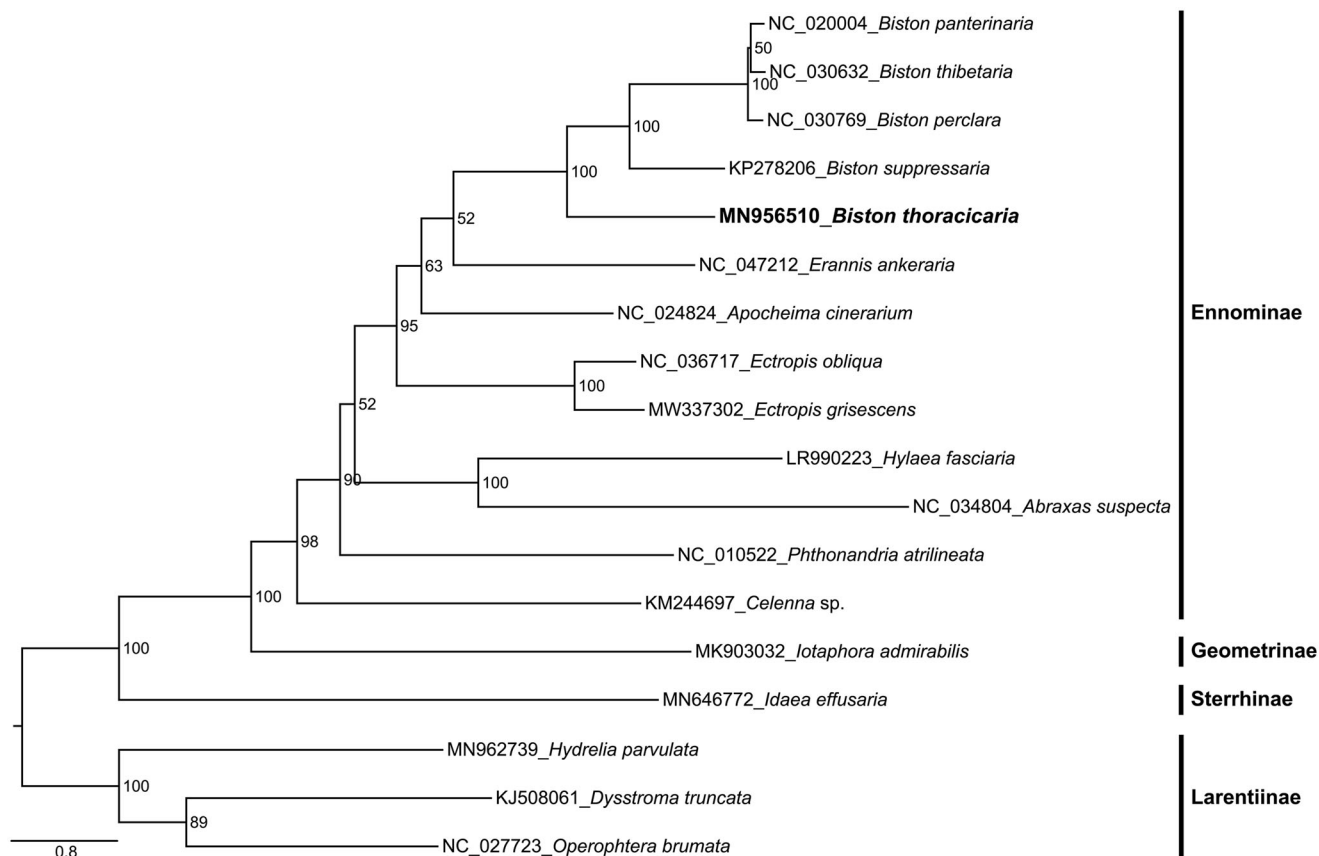 NC_020004_Biston panterinaria
50
NC_030632_Biston thibetaria
100
NC_030769_Biston perclara
100
KP278206_Biston suppressaria
100
MN956510_Biston thoracicaria
52
NC_047212_Erannis ankeraria
63
NC_024824_Apocheima cinerarium
Ennominae
95
NC_036717_Ectropis obliqua
100
MW337302_Ectropis grisescens
52
LR990223_Hylaea fasciaria
90
100
NC_034804_Abraxas suspecta
98
NC_010522_Phthonandria atrilineata
100
KM244697_Celenna sp.
100
MK903032_Iotaphora admirabilis
Geometrinae
MN646772_Idaea effusaria
Sterrhinae
MN962739_Hydrelia parvulata
100
KJ508061_Dysstroma truncata
Larentiinae
89
NC_027723_Operophtera brumata
0.8